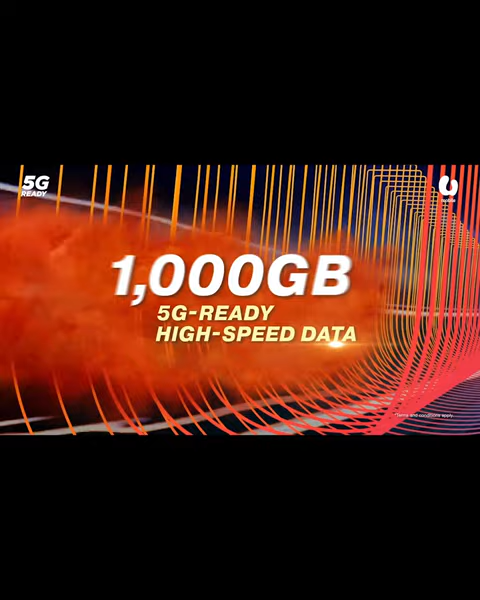 5G
READY
1,000GB
5G-READY
HIGH-SPEED DATA
*Terms and conditions apply.